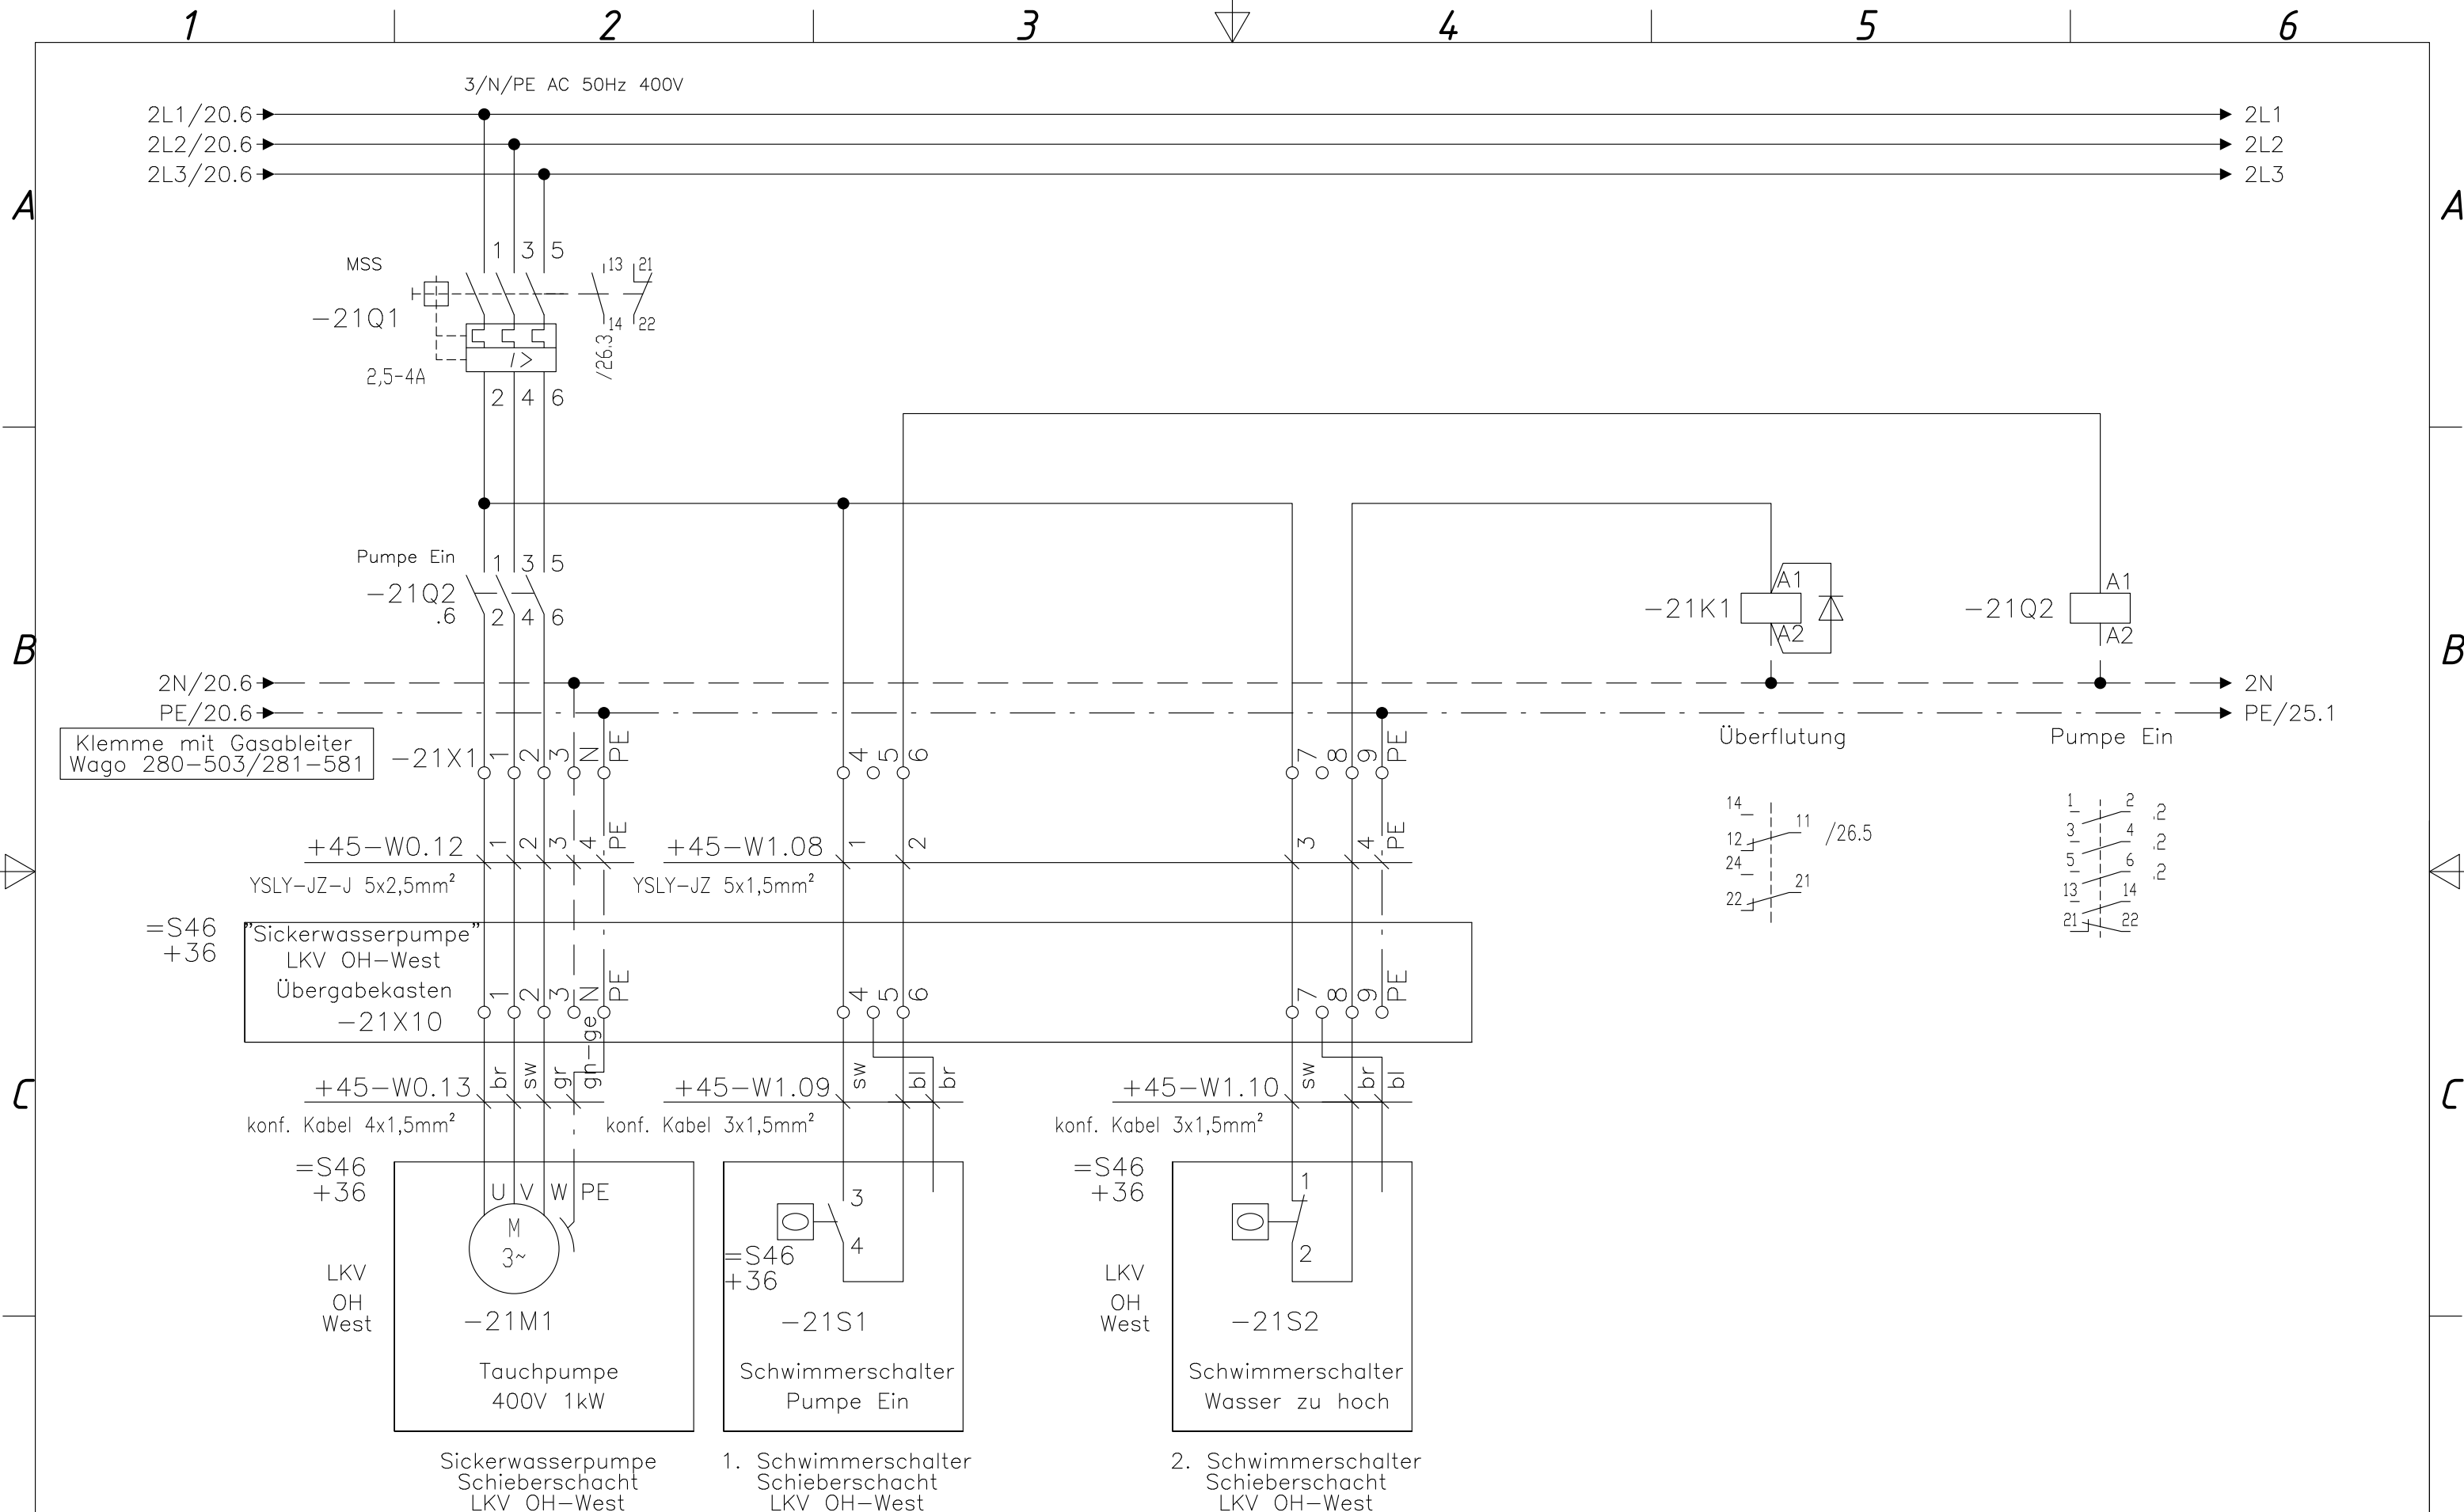 1 2 3 4 5 6
3/N/PE AC 50Hz 400V
2L1/20.6 2L1
2L2/20.6 2L2
2L3/20.6 2L3
A A
1 3 5
MSS
13 21
-21Q1
14 22
/26.3
I>
2,5-4A
2 4 6
Pumpe Ein
1 3 5
-21Q2
.6
2 4 6
-21K1
A1
A2
-21Q2
A1
A2
B B
2N/20.6 2N
PE/20.6 PE/25.1
Klemme mit Gasableiter
Wago 280-503/281-581
-21X1
1 2 3 N PE
4 5 6
7 8 9 PE
Überflutung
Pumpe Ein
14
11
12
/26.5
24
21
22
1 2 .2
3 4 .2
5 6 .2
13 14
21 22
+45-W0.12
1 2 3 4 PE
YSLY-JZ-J 5x2,5mm²
+45-W1.08
1 2 3 4 PE
YSLY-JZ 5x1,5mm²
=S46
+36
"Sickerwasserpumpe"
LKV OH-West
Übergabekasten
-21X10
1 2 3 N PE
4 5 6
7 8 9 PE
C C
+45-W0.13
br sw gr gn-ge
konf. Kabel 4x1,5mm²
+45-W1.09
sw bl br
konf. Kabel 3x1,5mm²
+45-W1.10
sw br bl
konf. Kabel 3x1,5mm²
=S46
+36
U V W PE
M
3~
LKV
OH
West
-21M1
Tauchpumpe
400V 1kW
Sickerwasserpumpe
Schieberschacht
LKV OH-West
3
4
=S46
+36
-21S1
Schwimmerschalter
Pumpe Ein
1. Schwimmerschalter
Schieberschacht
LKV OH-West
=S46
+36
1
2
LKV
OH
West
-21S2
Schwimmerschalter
Wasser zu hoch
2. Schwimmerschalter
Schieberschacht
LKV OH-West